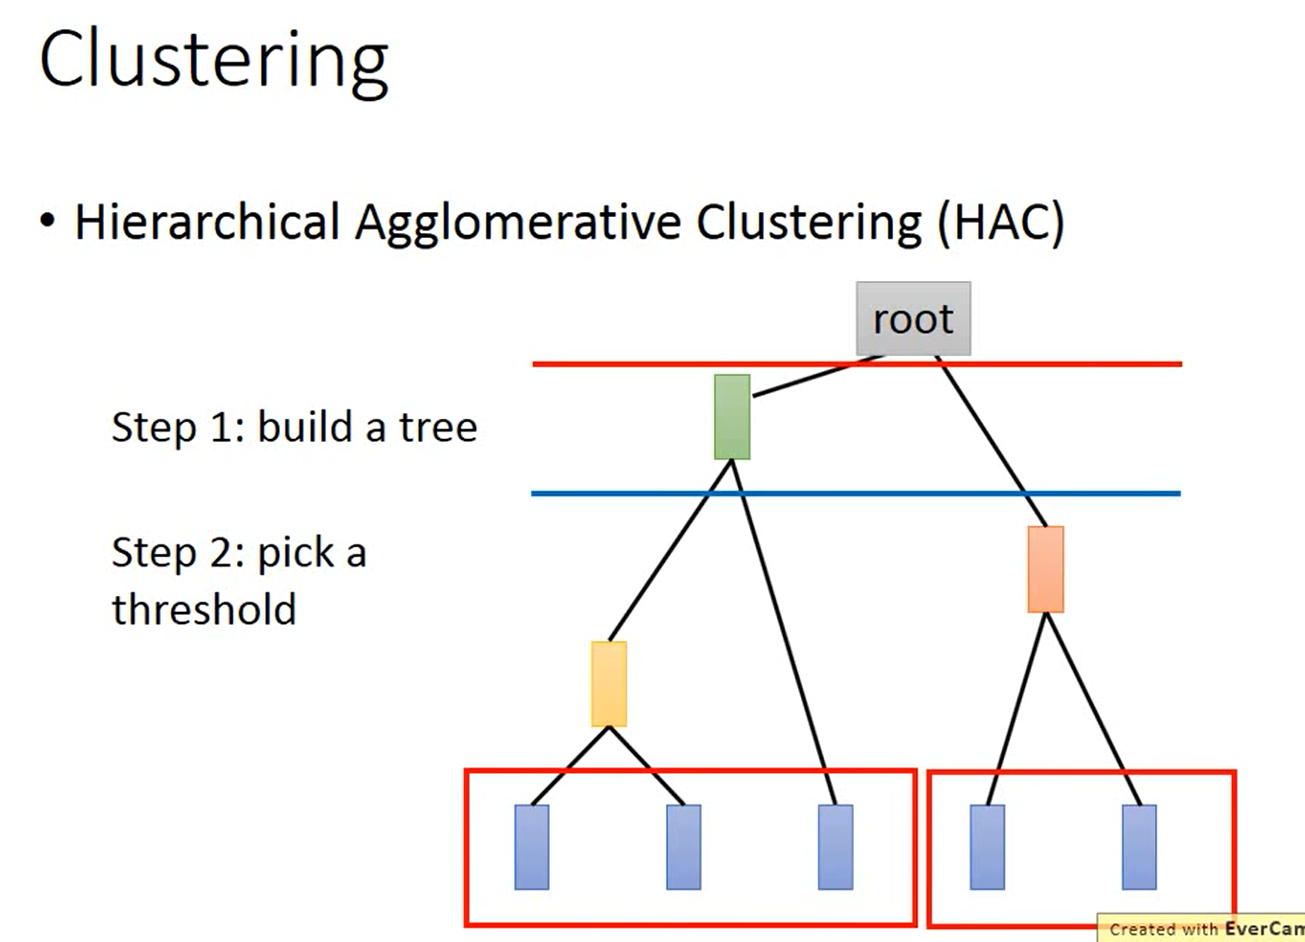 Clustering
• Hierarchical Agglomerative Clustering (HAC)
root
Step 1: build a tree
Step 2: pick a
threshold
Created with EverCam